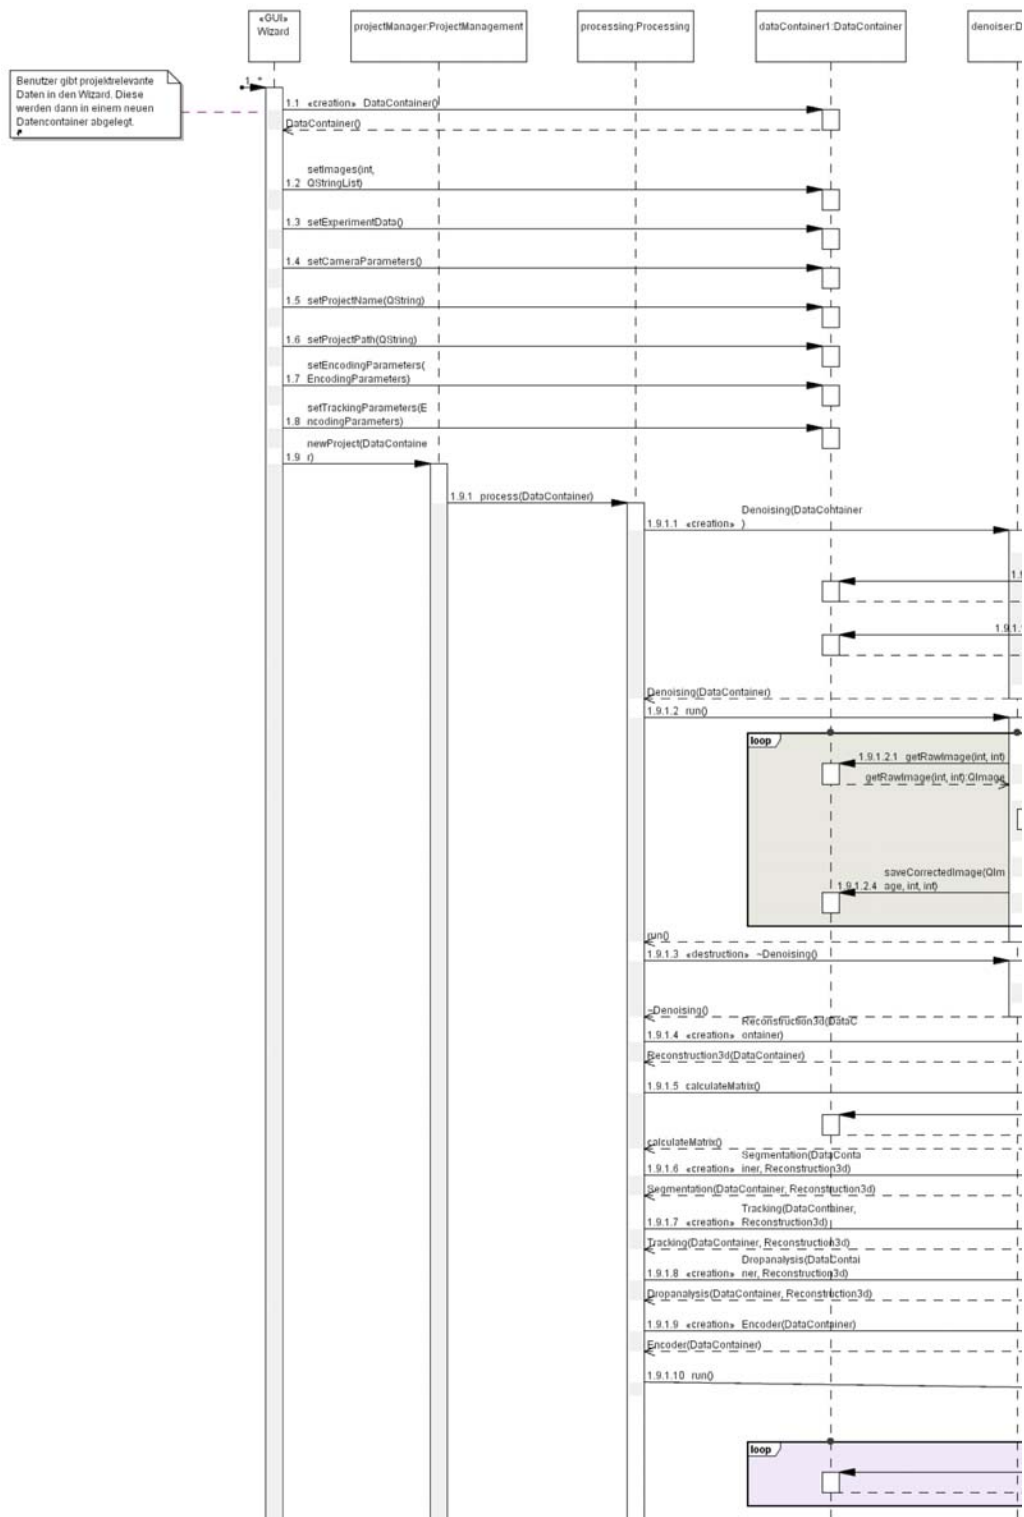 «GUI»
Wizard
projectManager:ProjectManagement
processing:Processing
dataContainer1:DataContainer
denoiser:D
Benutzer gibt projektrelevante
Daten in den Wizard. Diese
werden dann in einem neuen
Datencontainer abgelegt.
1..*
1.1 «creation» DataContainer()
DataContainer()
setImages(int,
1.2 QStringList)
1.3 setExperimentData()
1.4 setCameraParameters()
1.5 setProjectName(QString)
1.6 setProjectPath(QString)
setEncodingParameters(
1.7 EncodingParameters)
setTrackingParameters(E
1.8 ncodingParameters)
newProject(DataContaine
1.9 r)
1.9.1 process(DataContainer)
Denoising(DataContainer
1.9.1.1 «creation» )
1.9
1.9.1.
Denoising(DataContainer)
1.9.1.2 run()
loop
1.9.1.2.1 getRawImage(int, int)
getRawImage(int, int):QImage
saveCorrectedImage(QIm
1.9.1.2.4 age, int, int)
run()
1.9.1.3 «destruction» ~Denoising()
~Denoising()
Reconstruction3d(DataC
1.9.1.4 «creation» ontainer)
Reconstruction3d(DataContainer)
1.9.1.5 calculateMatrix()
calculateMatrix()
Segmentation(DataConta
1.9.1.6 «creation» iner, Reconstruction3d)
Segmentation(DataContainer, Reconstruction3d)
Tracking(DataContainer,
1.9.1.7 «creation» Reconstruction3d)
Tracking(DataContainer, Reconstruction3d)
Dropanalysis(DataContai
1.9.1.8 «creation» ner, Reconstruction3d)
Dropanalysis(DataContainer, Reconstruction3d)
1.9.1.9 «creation» Encoder(DataContainer)
Encoder(DataContainer)
1.9.1.10 run()
loop